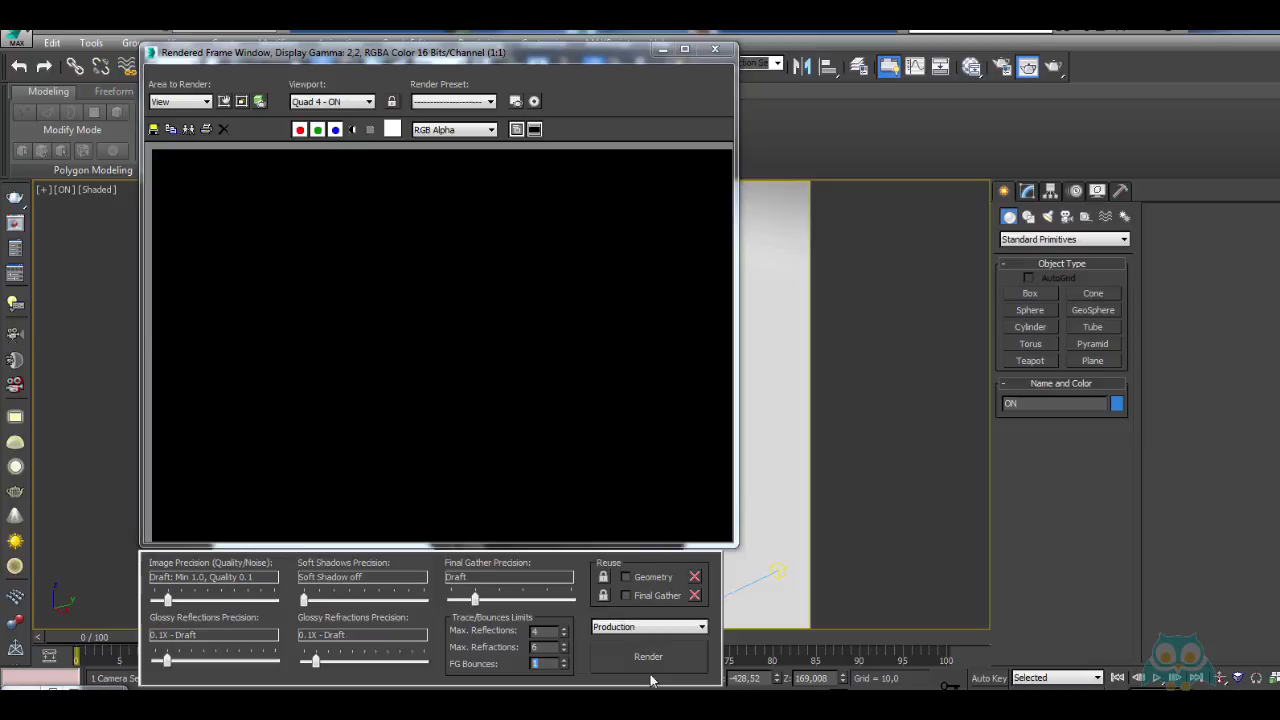 MAX
Edit
Tools
Rendered Frame Window, Display Gamma: 2,2, RGBA Color 16 Bits/Channel (1:1)
Modeling
Freeform
Modify Mode
Polygon Modeling
Area to Render:
Viewport:
Render Preset:
View
Quad 4 - ON
--------------------
RGB Alpha
[+] [ON] [Shaded]
Standard Primitives
- Object Type
AutoGrid
Box
Cone
Sphere
GeoSphere
Cylinder
Tube
Torus
Pyramid
Teapot
Plane
- Name and Color
ON
Image Precision (Quality/Noise):
Draft: Min 1.0, Quality 0.1
Soft Shadows Precision:
Soft Shadow off
Final Gather Precision:
Draft
Reuse
Geometry
Final Gather
Glossy Reflections Precision:
0.1X - Draft
Glossy Refractions Precision:
0.1X - Draft
Trace/Bounces Limits
Max. Reflections: 4
Max. Refractions: 6
FG Bounces: 1
Production
Render
0 / 100
5
75 80 85 90 95 100
1 Camera Se
-428,52
Z: 169,008
Grid = 10,0
Auto Key
Selected